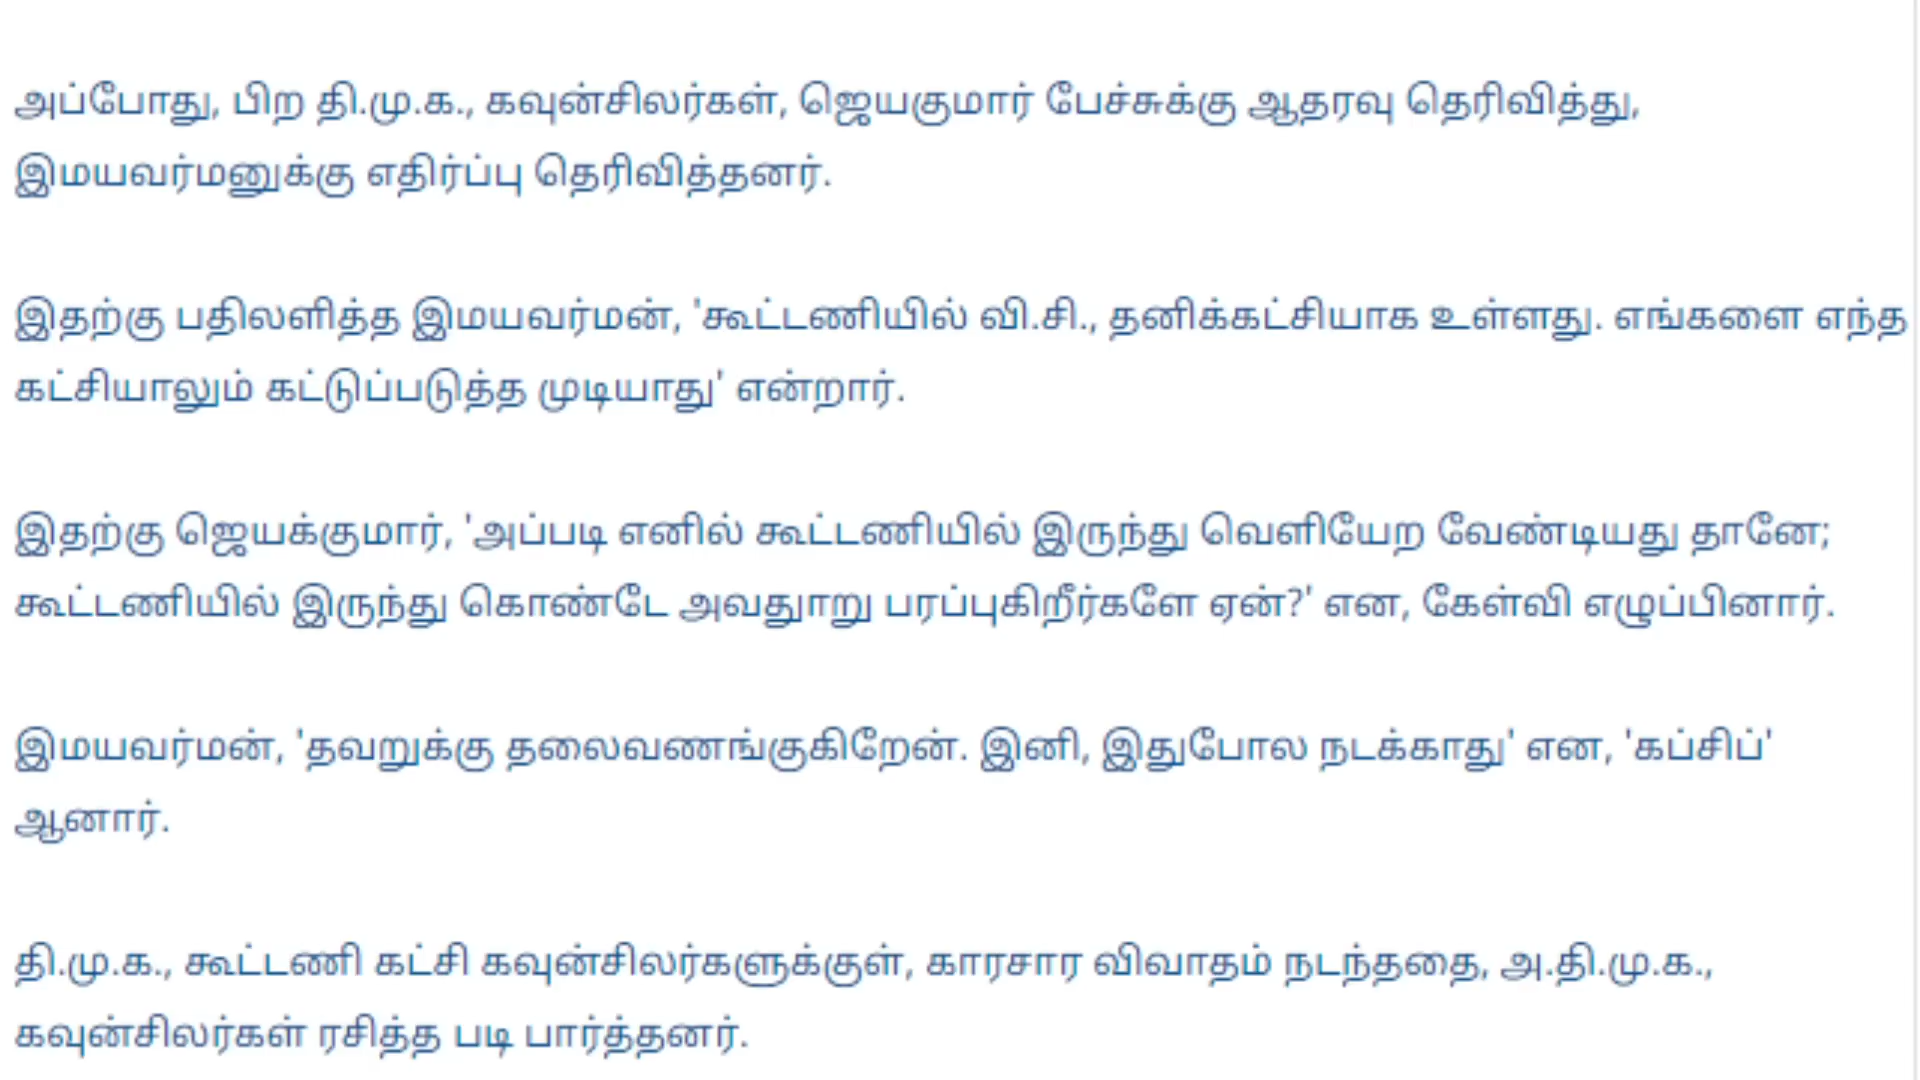 அப்போது, பிற தி.மு.க., கவுன்சிலர்கள், ஜெயகுமார் பேச்சுக்கு ஆதரவு தெரிவித்து,
இமயவர்மனுக்கு எதிர்ப்பு தெரிவித்தனர்.
இதற்கு பதிலளித்த இமயவர்மன், 'கூட்டணியில் வி.சி., தனிக்கட்சியாக உள்ளது. எங்களை எந்த
கட்சியாலும் கட்டுப்படுத்த முடியாது' என்றார்.
இதற்கு ஜெயக்குமார், 'அப்படி எனில் கூட்டணியில் இருந்து வெளியேற வேண்டியது தானே;
கூட்டணியில் இருந்து கொண்டே அவதுாறு பரப்புகிறீர்களே ஏன்?' என, கேள்வி எழுப்பினார்.
இமயவர்மன், 'தவறுக்கு தலைவணங்குகிறேன். இனி, இதுபோல நடக்காது' என, 'கப்சிப்'
ஆனார்.
தி.மு.க., கூட்டணி கட்சி கவுன்சிலர்களுக்குள், காரசார விவாதம் நடந்ததை, அ.தி.மு.க.,
கவுன்சிலர்கள் ரசித்த படி பார்த்தனர்.